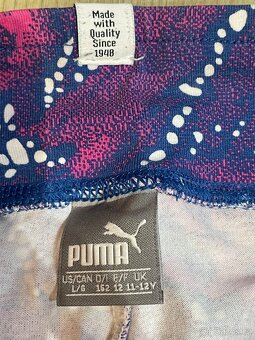 Made
with
Quality
Since
1948
PUMA
US/CAN D/I E/F UK
L/G 152 12 11-12Y